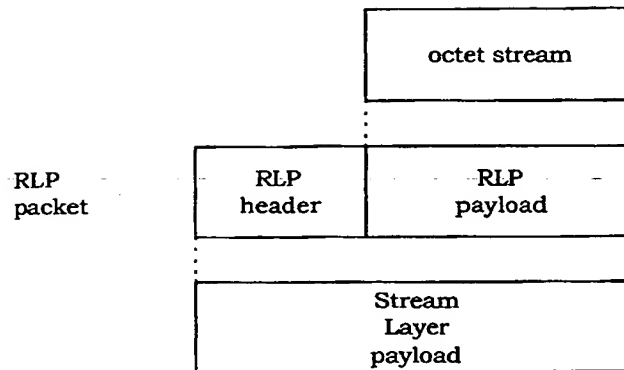 octet stream
RLP
packet
RLP
header
RLP
payload
Stream
Layer
payload